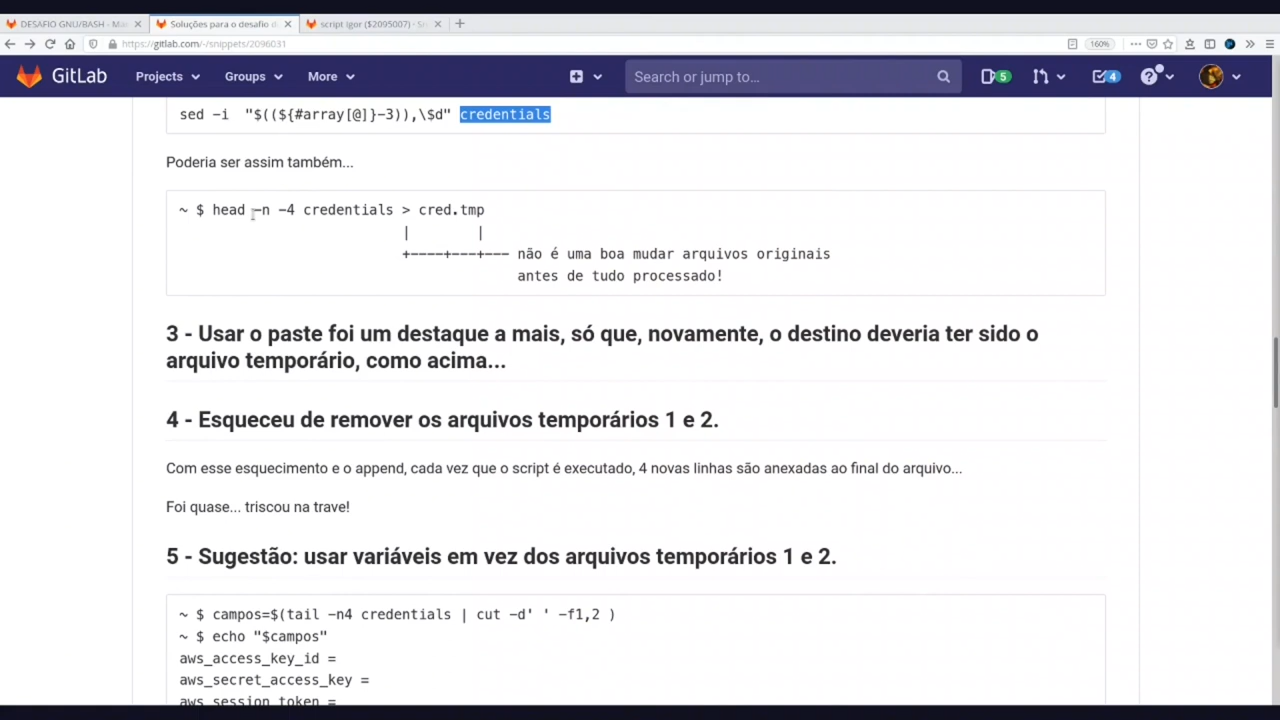 DESAFIO GNU/BASH - Ma
Soluções para o desafio d
script igor ($2095007) · Sn
https://gitlab.com/-/snippets/2096031
160%
GitLab
Projects
Groups
More
Search or jump to…
5
4
sed -i  "$((${#array[@]}-3)),\$d" credentials
Poderia ser assim também...
~ $ head -n -4 credentials > cred.tmp
|        |
+----+---+--- não é uma boa mudar arquivos originais
antes de tudo processado!
3 - Usar o paste foi um destaque a mais, só que, novamente, o destino deveria ter sido o
arquivo temporário, como acima...
4 - Esqueceu de remover os arquivos temporários 1 e 2.
Com esse esquecimento e o append, cada vez que o script é executado, 4 novas linhas são anexadas ao final do arquivo...
Foi quase... triscou na trave!
5 - Sugestão: usar variáveis em vez dos arquivos temporários 1 e 2.
~ $ campos=$(tail -n4 credentials | cut -d' ' -f1,2 )
~ $ echo "$campos"
aws_access_key_id =
aws_secret_access_key =
aws_session_token =